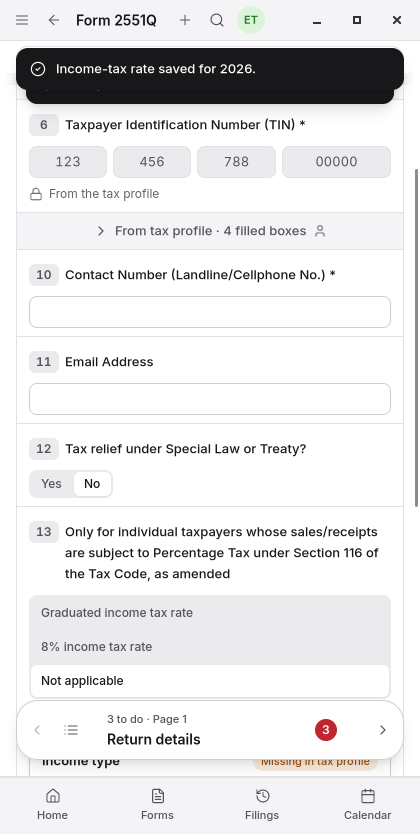 Form 2551Q
ET
Income-tax rate saved for 2026.
6 Taxpayer Identification Number (TIN) *
123 456 788 00000
From the tax profile
From tax profile · 4 filled boxes
10 Contact Number (Landline/Cellphone No.) *
11 Email Address
12 Tax relief under Special Law or Treaty?
Yes No
13 Only for individual taxpayers whose sales/receipts
are subject to Percentage Tax under Section 116 of
the Tax Code, as amended
Graduated income tax rate
8% income tax rate
Not applicable
3 to do · Page 1
Return details
3
Income type Missing in tax profile
Home Forms Filings Calendar